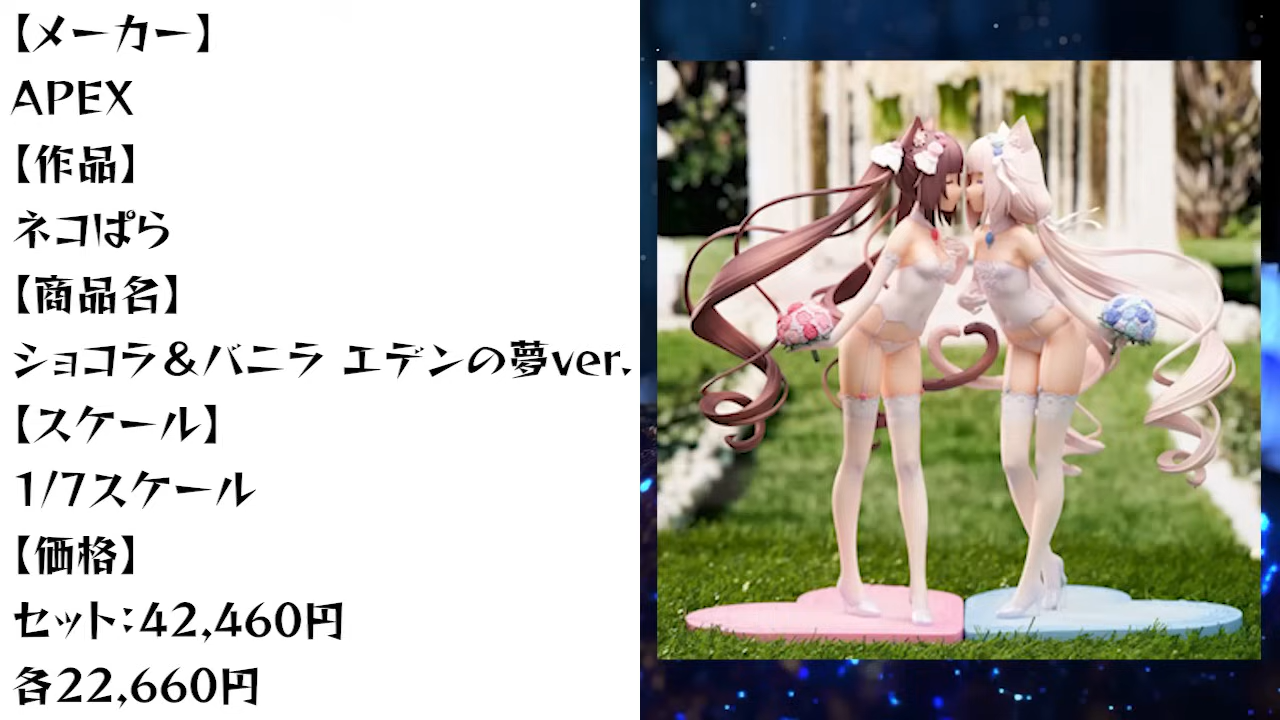 【メーカー】
APEX
【作品】
ネコぱら
【商品名】
ショコラ&バニラ エデンの夢ver.
【スケール】
1/7スケール
【価格】
セット:42,460円
各22,660円